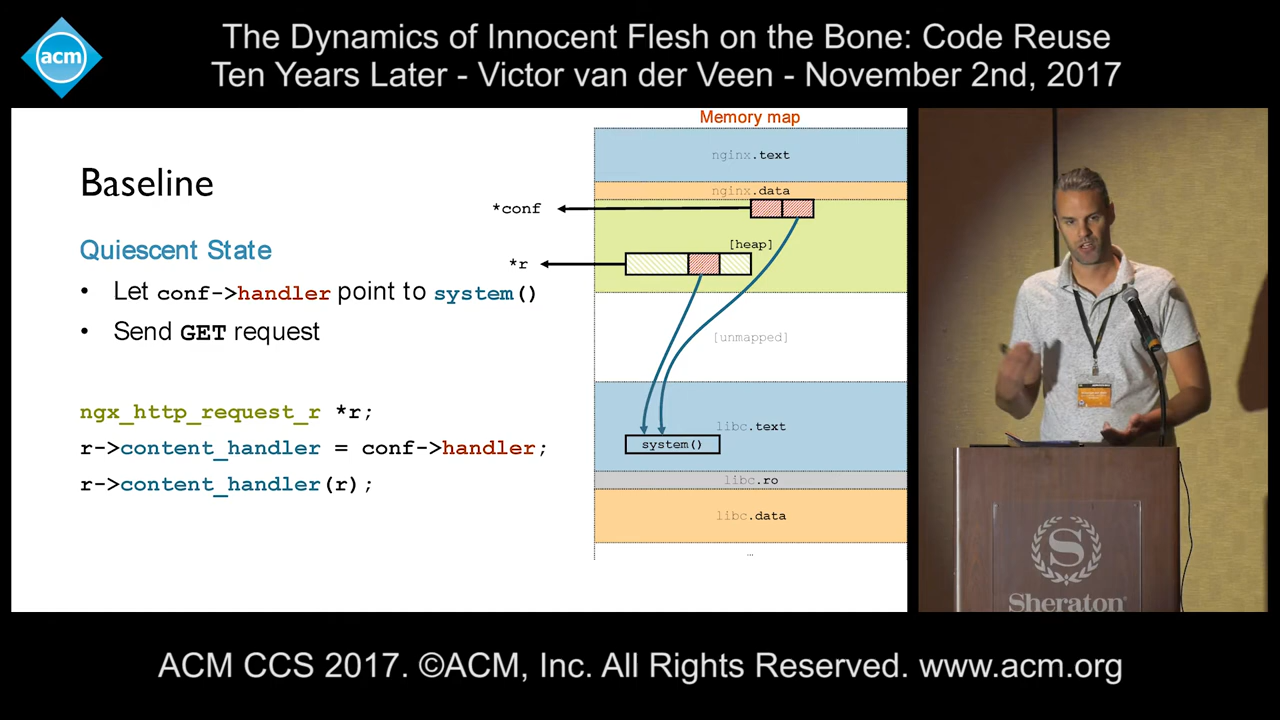 acm
The Dynamics of Innocent Flesh on the Bone: Code Reuse
Ten Years Later - Victor van der Veen - November 2nd, 2017
Baseline
Quiescent State
• Let conf->handler point to system()
• Send GET request
ngx_http_request_r *r;
r->content_handler = conf->handler;
r->content_handler(r);
Memory map
nginx.text
nginx.data
*conf
[heap]
*r
[unmapped]
libc.text
system()
libc.ro
libc.data
…
S
Sheraton
ACM CCS 2017. ©ACM, Inc. All Rights Reserved. www.acm.org